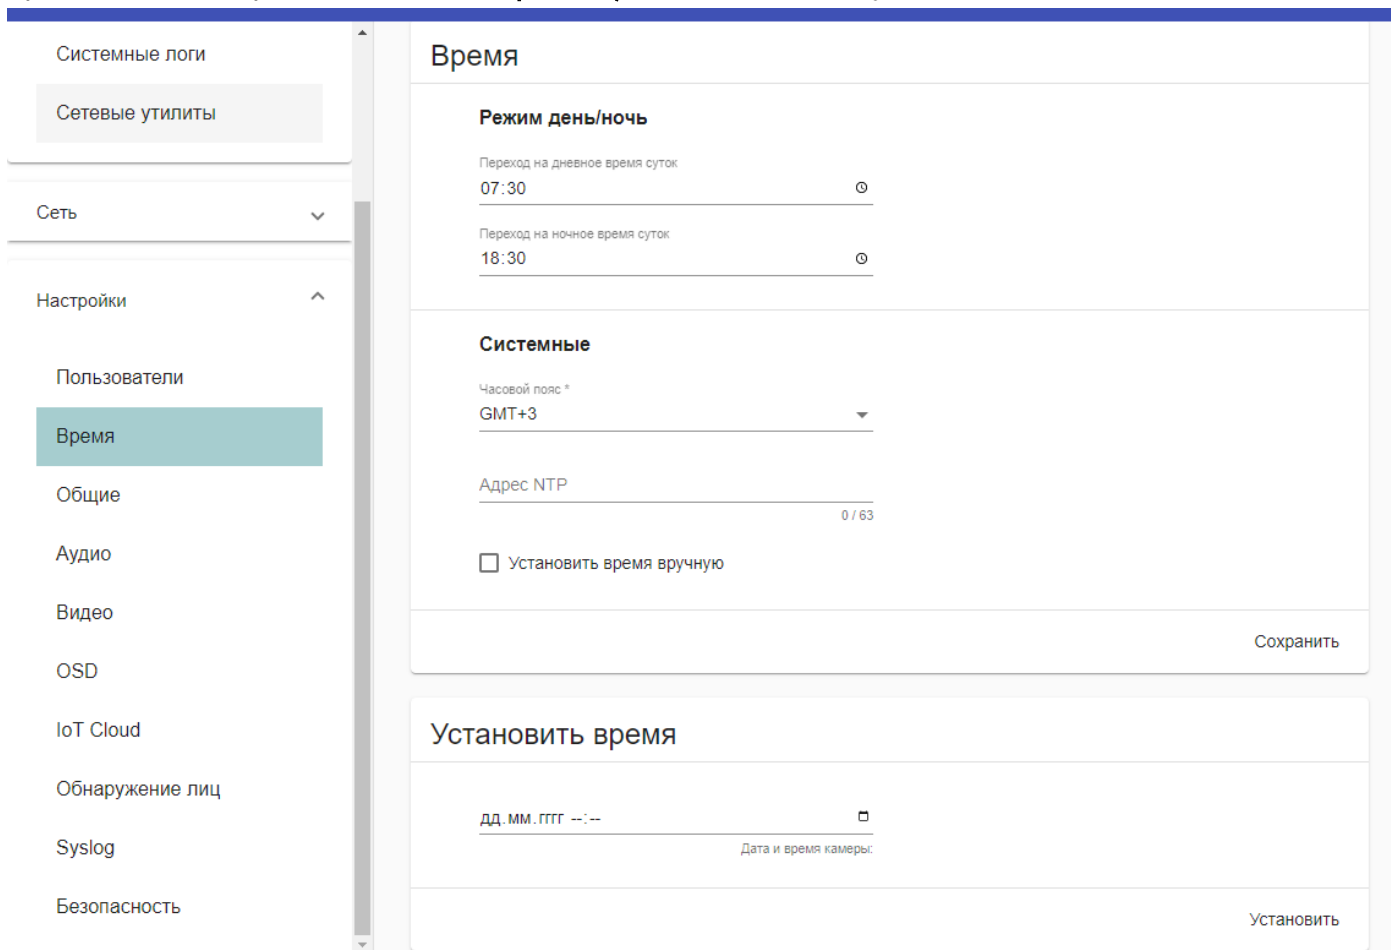 Системные логи
Сетевые утилиты
Сеть
Настройки
Пользователи
Время
Общие
Аудио
Видео
OSD
IoT Cloud
Обнаружение лиц
Syslog
Безопасность
Время
Режим день/ночь
Переход на дневное время суток
07:30
Переход на ночное время суток
18:30
Системные
Часовой пояс *
GMT+3
Адрес NTP
0 / 63
Установить время вручную
Сохранить
Установить время
дд.мм.гггг --:--
Дата и время камеры:
Установить